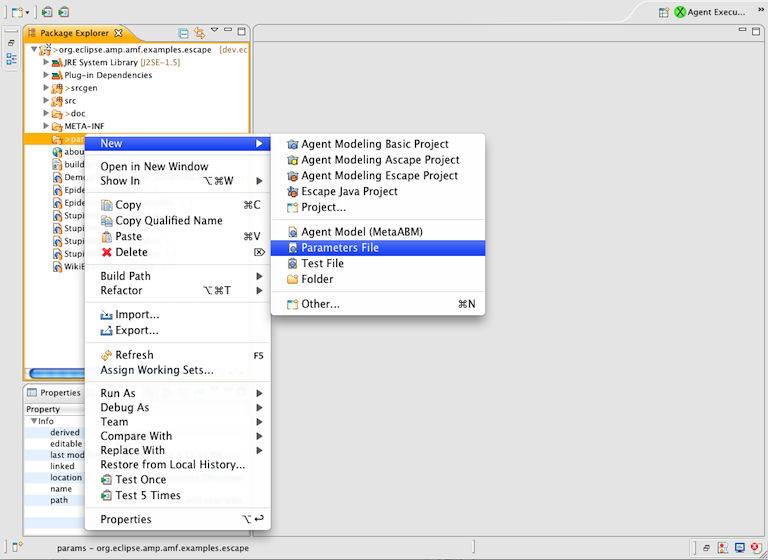 Agent Execu...
Package Explorer
>org.eclipse.amp.amf.examples.escape [dev.ec
JRE System Library [J2SE-1.5]
Plug-in Dependencies
>srcgen
src
>doc
META-INF
>par
abou
build
Demo
Epide
Epide
Stupi
Stupi
Stupi
Stupi
WikiE
New
Open in New Window
Show In ⌥⌘W
Copy ⌘C
Copy Qualified Name
Paste ⌘V
Delete ⌦
Build Path
Refactor ⌥⌘T
Import...
Export...
Refresh F5
Assign Working Sets...
Run As
Debug As
Team
Compare With
Replace With
Restore from Local History...
Test Once
Test 5 Times
Properties ⌥↩
Agent Modeling Basic Project
Agent Modeling Ascape Project
Agent Modeling Escape Project
Escape Java Project
Project...
Agent Model (MetaABM)
Parameters File
Test File
Folder
Other... ⌘N
Properties
Property
Info
derived
editable
last mod
linked
location
name
path
params - org.eclipse.amp.amf.examples.escape